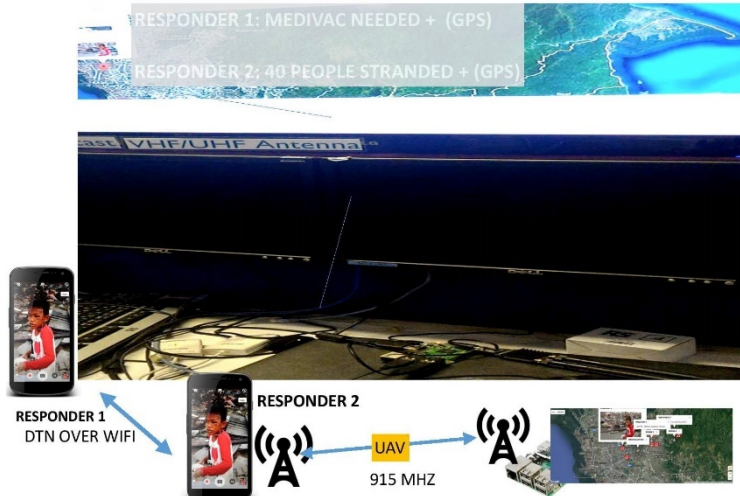 RESPONDER 1: MEDIVAC NEEDED + (GPS)
RESPONDER 2: 40 PEOPLE STRANDED + (GPS)
cast VHF/UHF Antenna
RESPONDER 1
DTN OVER WIFI
RESPONDER 2
UAV
915 MHZ